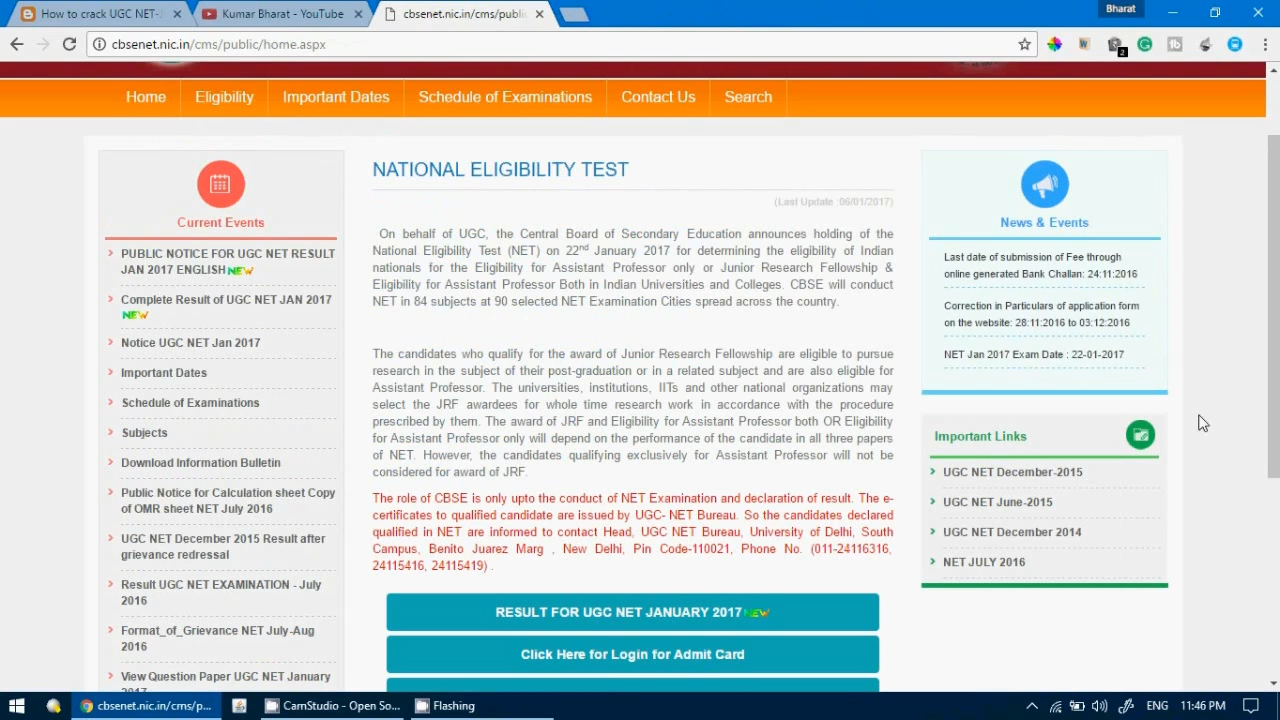 How to crack UGC NET-J
Kumar Bharat - YouTube
cbsenet.nic.in/cms/publi
Bharat
cbsenet.nic.in/cms/public/home.aspx
2
Home
Eligibility
Important Dates
Schedule of Examinations
Contact Us
Search
Current Events
PUBLIC NOTICE FOR UGC NET RESULT
JAN 2017 ENGLISH NEW
Complete Result of UGC NET JAN 2017
NEW
Notice UGC NET Jan 2017
Important Dates
Schedule of Examinations
Subjects
Download Information Bulletin
Public Notice for Calculation sheet Copy
of OMR sheet NET July 2016
UGC NET December 2015 Result after
grievance redressal
Result UGC NET EXAMINATION - July
2016
Format_of_Grievance NET July-Aug
2016
View Question Paper UGC NET January
2017
NATIONAL ELIGIBILITY TEST
(Last Update :06/01/2017)
On behalf of UGC, the Central Board of Secondary Education announces holding of the
National Eligibility Test (NET) on 22nd January 2017 for determining the eligibility of Indian
nationals for the Eligibility for Assistant Professor only or Junior Research Fellowship &
Eligibility for Assistant Professor Both in Indian Universities and Colleges. CBSE will conduct
NET in 84 subjects at 90 selected NET Examination Cities spread across the country.
The candidates who qualify for the award of Junior Research Fellowship are eligible to pursue
research in the subject of their post-graduation or in a related subject and are also eligible for
Assistant Professor. The universities, institutions, IITs and other national organizations may
select the JRF awardees for whole time research work in accordance with the procedure
prescribed by them. The award of JRF and Eligibility for Assistant Professor both OR Eligibility
for Assistant Professor only will depend on the performance of the candidate in all three papers
of NET. However, the candidates qualifying exclusively for Assistant Professor will not be
considered for award of JRF.
The role of CBSE is only upto the conduct of NET Examination and declaration of result. The e-
certificates to qualified candidate are issued by UGC- NET Bureau. So the candidates declared
qualified in NET are informed to contact Head, UGC NET Bureau, University of Delhi, South
Campus, Benito Juarez Marg , New Delhi, Pin Code-110021, Phone No. (011-24116316,
24115416, 24115419) .
RESULT FOR UGC NET JANUARY 2017 NEW
Click Here for Login for Admit Card
News & Events
Last date of submission of Fee through
online generated Bank Challan: 24:11:2016
Correction in Particulars of application form
on the website: 28:11:2016 to 03:12:2016
NET Jan 2017 Exam Date : 22-01-2017
Important Links
UGC NET December-2015
UGC NET June-2015
UGC NET December 2014
NET JULY 2016
cbsenet.nic.in/cms/p...
CamStudio - Open So...
Flashing
ENG
11:46 PM